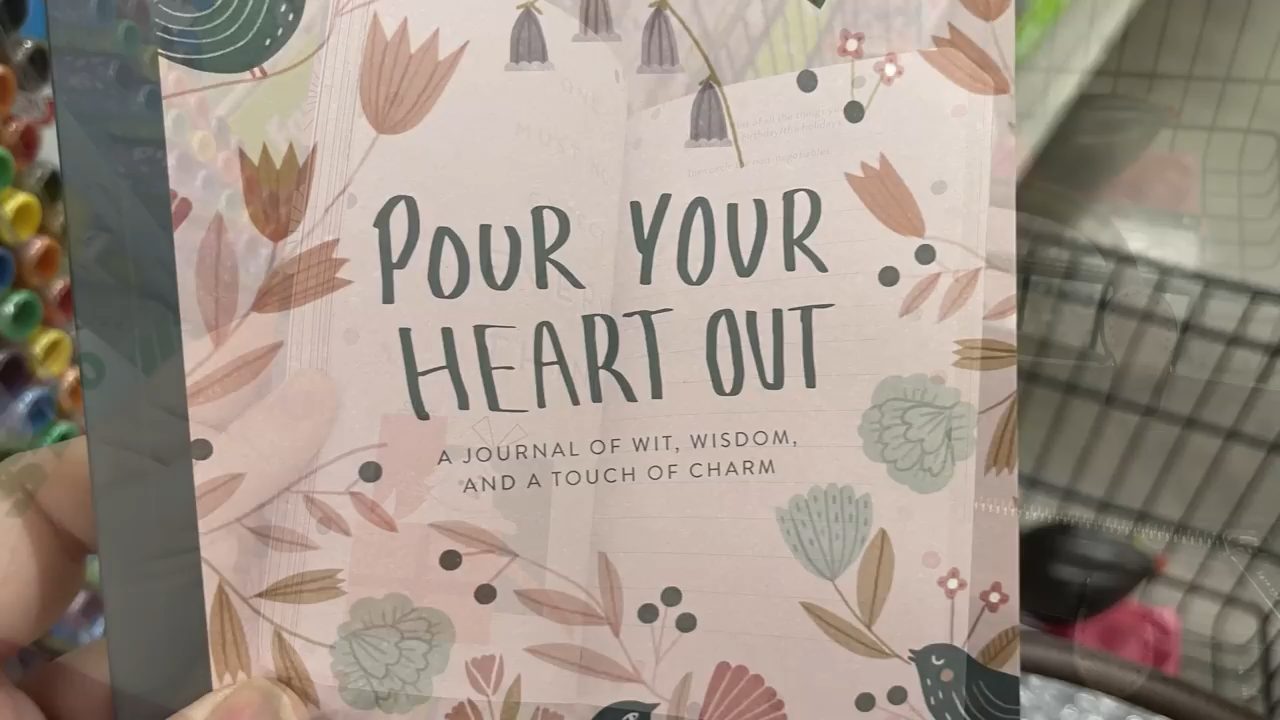 POUR YOUR
HEART OUT
A JOURNAL OF WIT, WISDOM,
AND A TOUCH OF CHARM